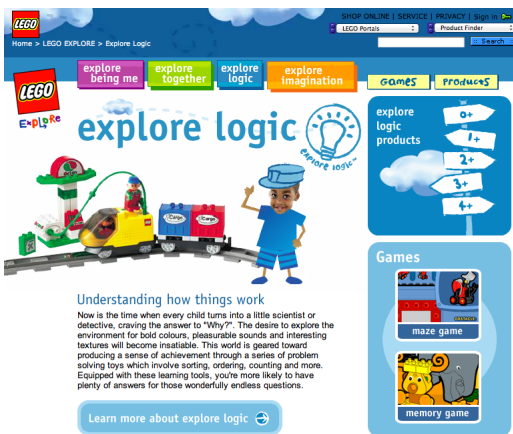 LEGO
SHOP ONLINE | SERVICE | PRIVACY | Sign in
LEGO Portals
Product Finder
Home > LEGO EXPLORE > Explore Logic
Search
LEGO
EXPLORE
explore
being me
explore
together
explore
logic
explore
imagination
GAMES
PRODUCTS
explore logic
explore logic
explore
logic
products
0+
1+
2+
3+
4+
Cargo
Cargo
Understanding how things work
Now is the time when every child turns into a little scientist or
detective, craving the answer to "Why?". The desire to explore the
environment for bold colours, pleasurable sounds and interesting
textures will become insatiable. This world is geared toward
producing a sense of achievement through a series of problem
solving toys which involve sorting, ordering, counting and more.
Equipped with these learning tools, you're more likely to have
plenty of answers for those wonderfully endless questions.
Learn more about explore logic
Games
maze game
memory game